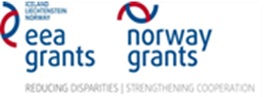 ICELAND
LIECHTENSTEIN
NORWAY
eea
grants
norway
grants
REDUCING DISPARITIES | STRENGTHENING COOPERATION